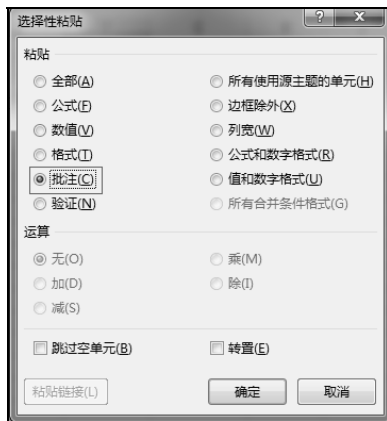 选择性粘贴
粘贴
全部(A) 所有使用源主题的单元(H)
公式(F) 边框除外(X)
数值(V) 列宽(W)
格式(T) 公式和数字格式(R)
批注(C) 值和数字格式(U)
验证(N) 所有合并条件格式(G)
运算
无(O) 乘(M)
加(D) 除(I)
减(S)
跳过空单元(B) 转置(E)
粘贴链接(L) 确定 取消